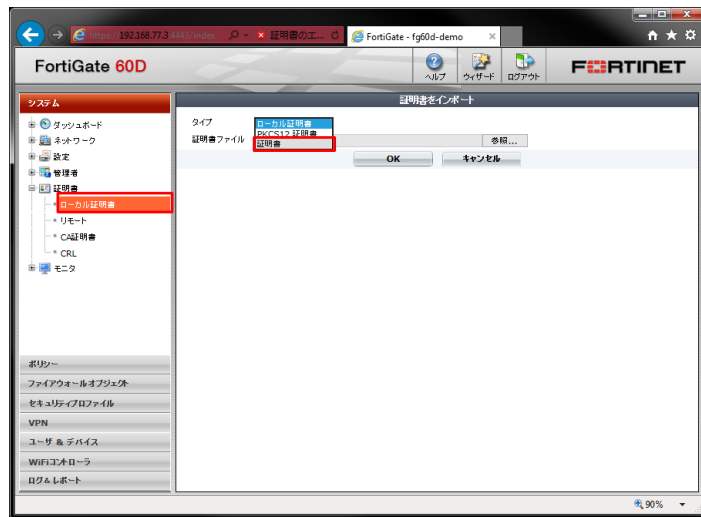 https://192.168.77.3:4443/index
証明書のエ...
FortiGate - fg60d-demo
FortiGate 60D
ヘルプ
ウィザード
ログアウト
FORTINET
システム
証明書をインポート
ダッシュボード
ネットワーク
設定
管理者
証明書
ローカル証明書
リモート
CA証明書
CRL
モニタ
タイプ
ローカル証明書
PKCS12 証明書
証明書
証明書ファイル
参照...
OK
キャンセル
ポリシー
ファイアウォールオブジェクト
セキュリティプロファイル
VPN
ユーザ & デバイス
WiFiコントローラ
ログ&レポート
90%